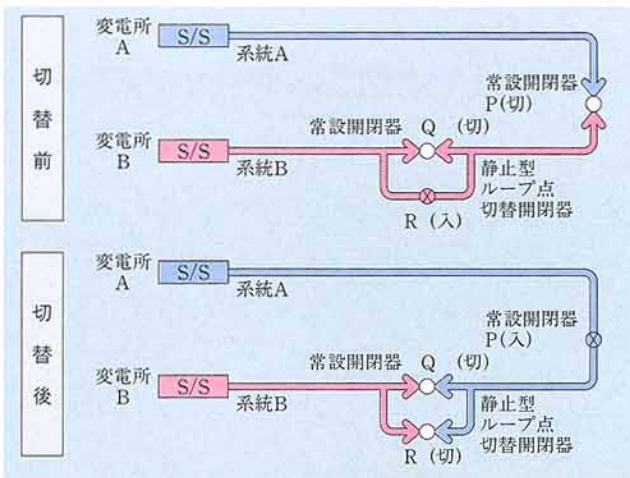 切替前
変電所
A
S/S
系統A
常設開閉器
P(切)
変電所
B
S/S
系統B
常設開閉器 Q (切)
静止型
ループ点
切替開閉器
R (入)
切替後
変電所
A
S/S
系統A
常設開閉器
P(入)
変電所
B
S/S
系統B
常設開閉器 Q (切)
静止型
ループ点
切替開閉器
R (切)